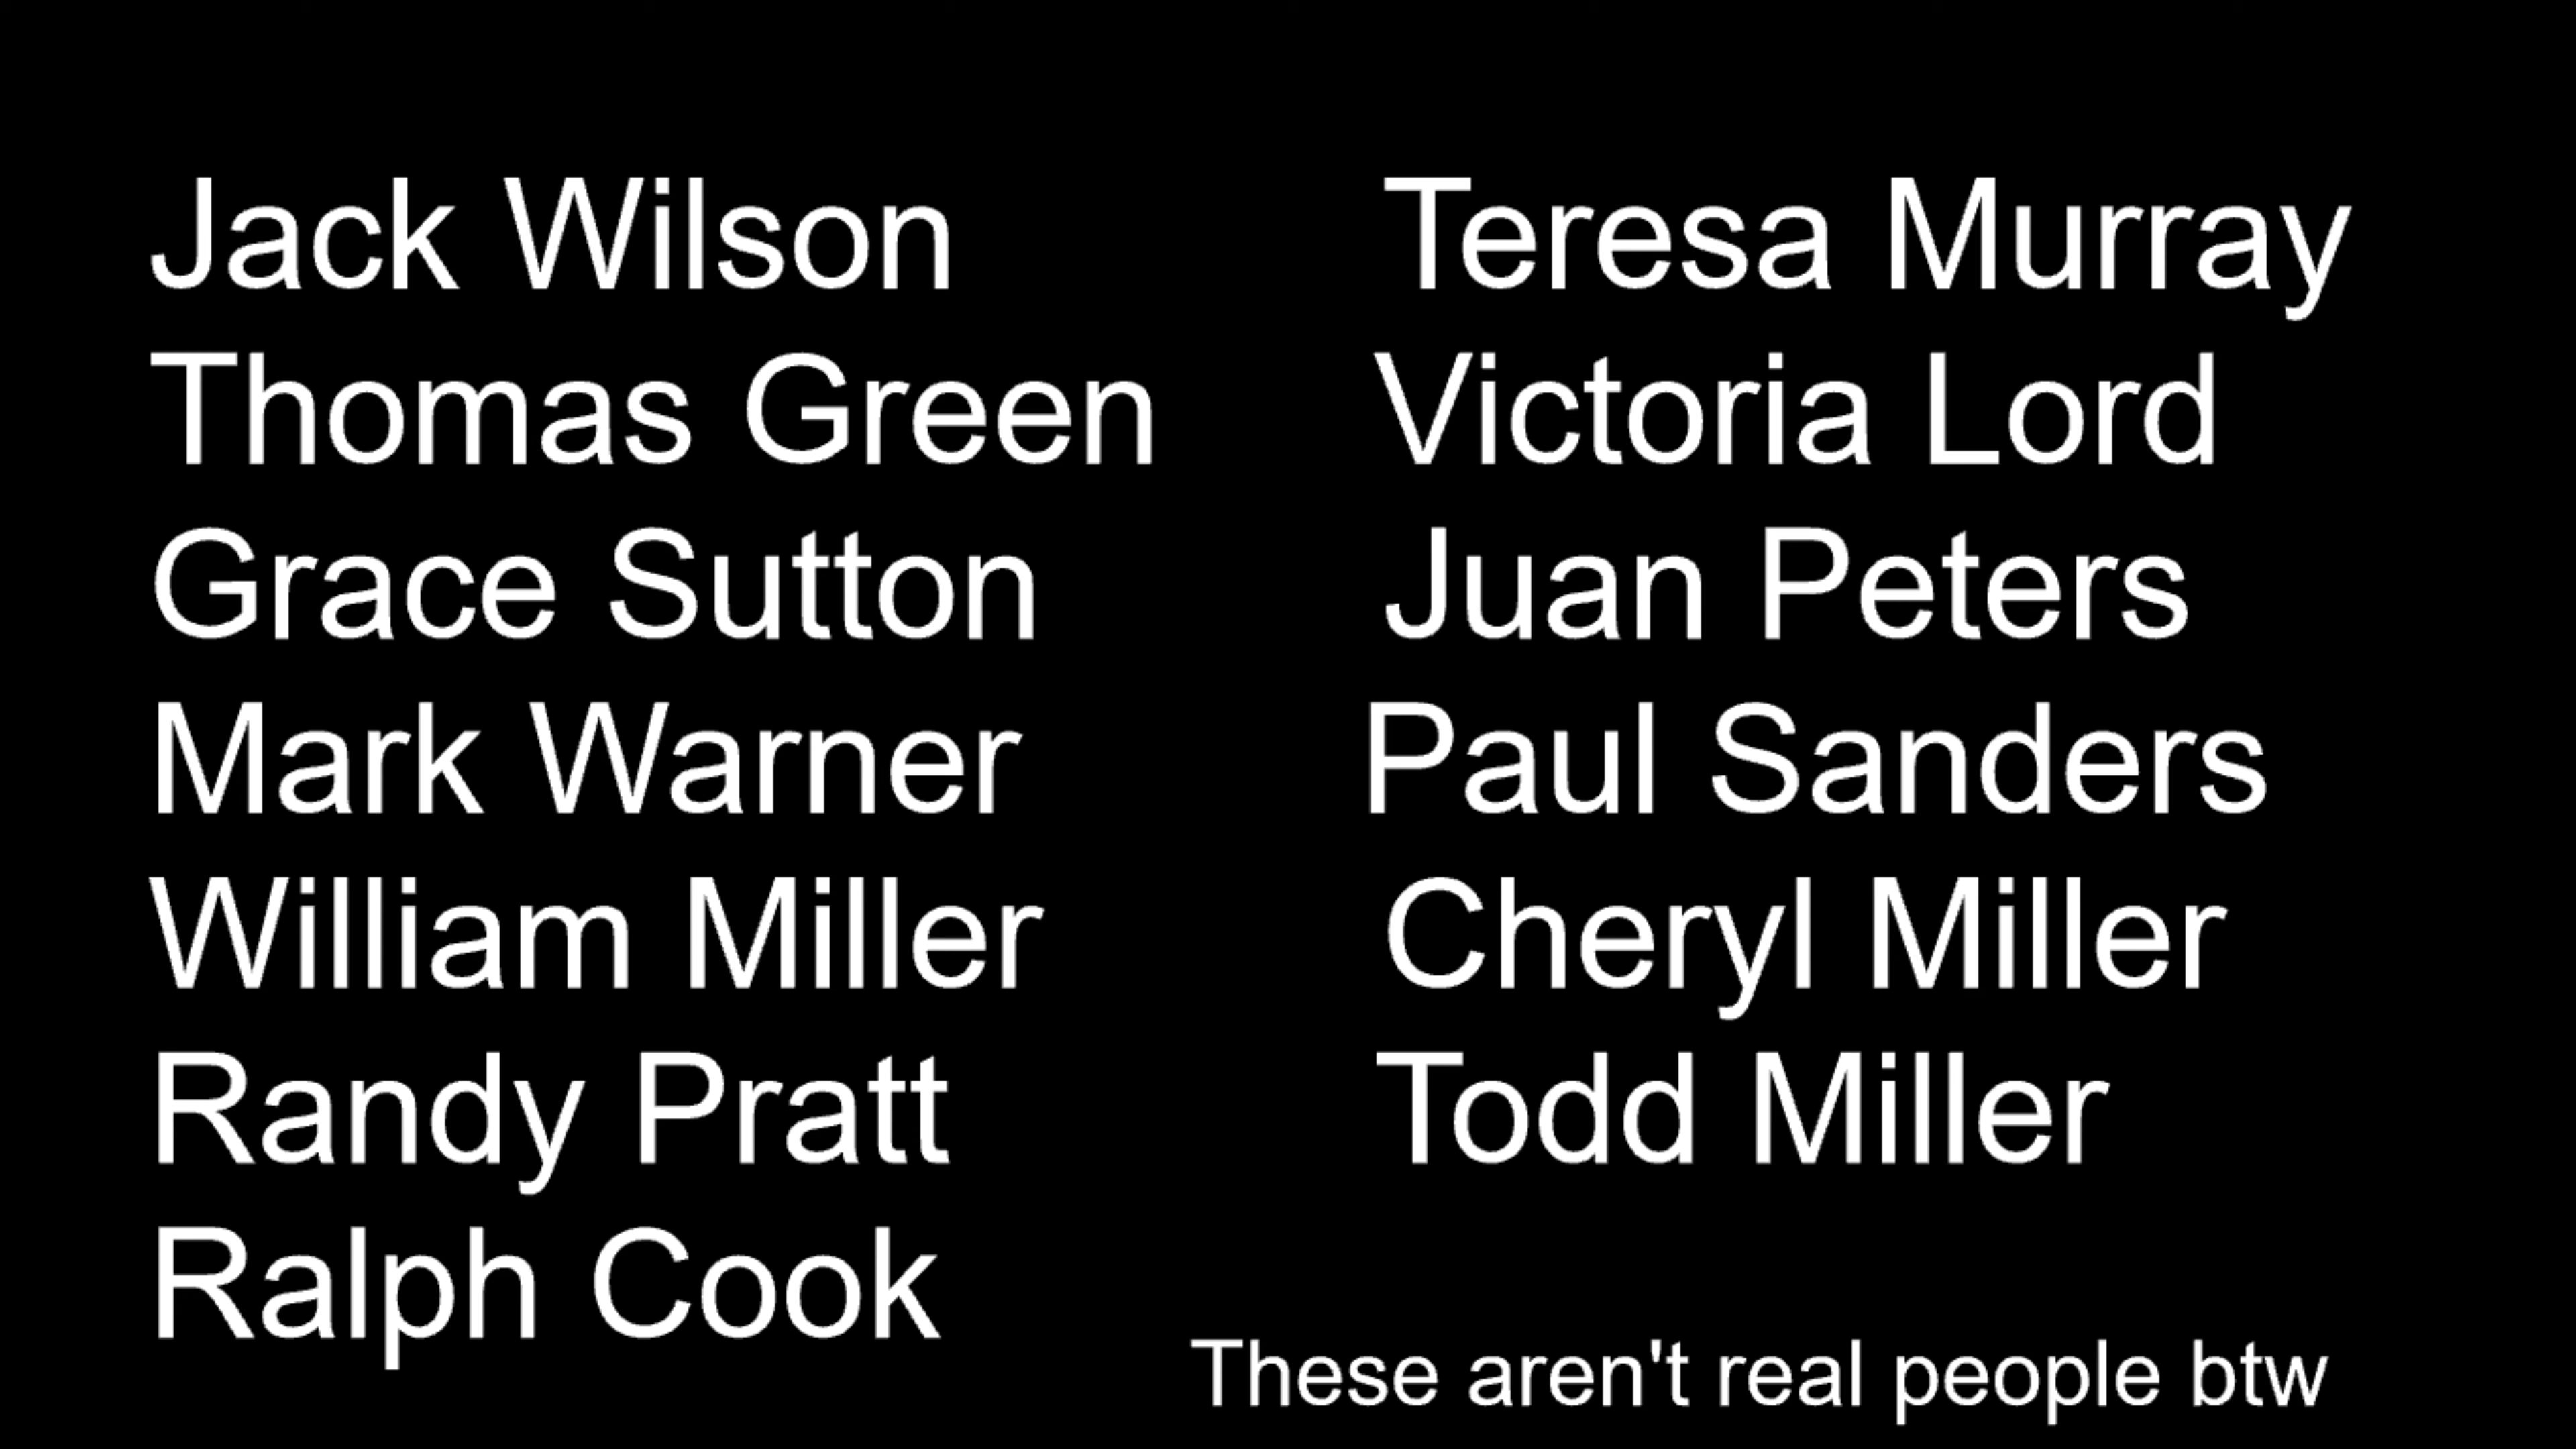 Jack Wilson
Thomas Green
Grace Sutton
Mark Warner
William Miller
Randy Pratt
Ralph Cook
Teresa Murray
Victoria Lord
Juan Peters
Paul Sanders
Cheryl Miller
Todd Miller
These aren't real people btw